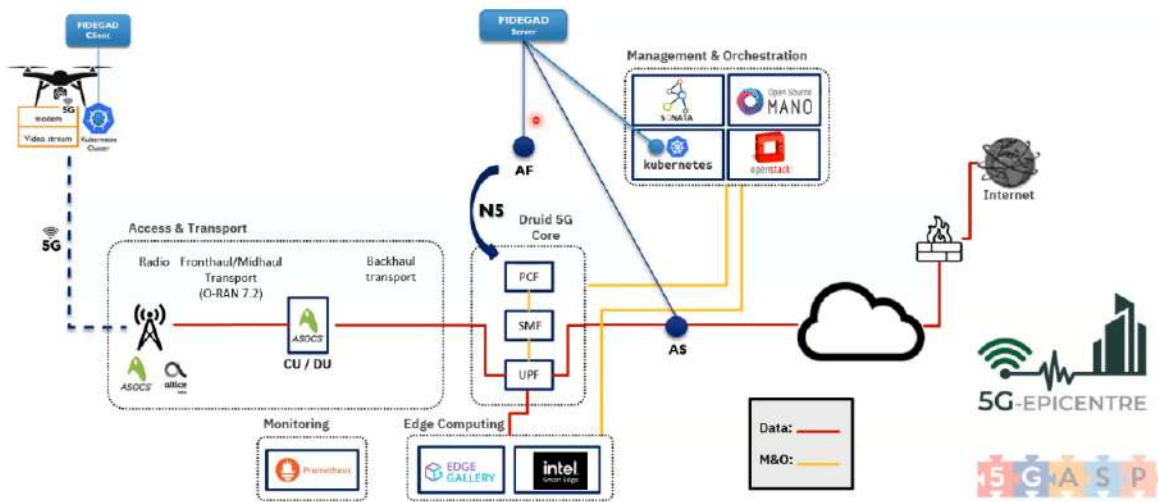 FIDEGAD
Client
5G
modem
Video stream
Kubernetes
Cluster
5G
FIDEGAD
Server
AF
N5
Management & Orchestration
SONATA
Open Source
MANO
kubernetes
openstack
Internet
Access & Transport
Radio
Fronthaul/Midhaul
Transport
(O-RAN 7.2)
Backhaul
transport
ASOCS
CU / DU
ASOCS
altice
labs
Druid 5G
Core
PCF
SMF
UPF
AS
Monitoring
Prometheus
Edge Computing
EDGE
GALLERY
intel
Smart Edge
Data:
M&O:
5G-EPICENTRE
5GASP